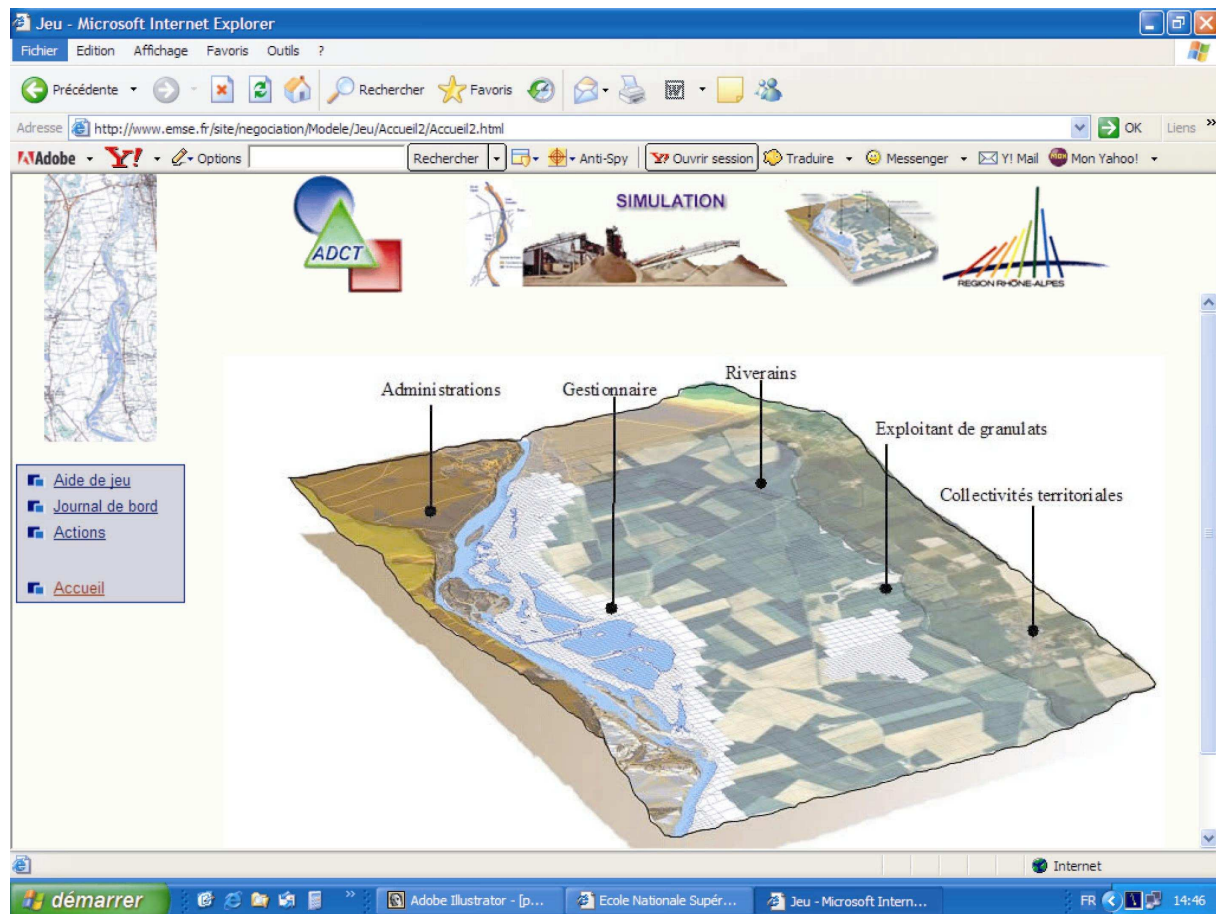 Jeu - Microsoft Internet Explorer
Fichier Edition Affichage Favoris Outils ?
Précédente Rechercher Favoris
Adresse http://www.emse.fr/site/negociation/Modele/Jeu/Accueil2/Accueil2.html OK Liens »
Adobe Y! Options Rechercher Anti-Spy Y? Ouvrir session Traduire Messenger Y! Mail Mon Yahoo!
SIMULATION
ADCT
REGION RHÔNE-ALPES
Riverains
Administrations Gestionnaire
Exploitant de granulats
Collectivités territoriales
Aide de jeu
Journal de bord
Actions
Accueil
Internet
démarrer » Adobe Illustrator - [p... Ecole Nationale Supér... Jeu - Microsoft Intern... FR 14:46